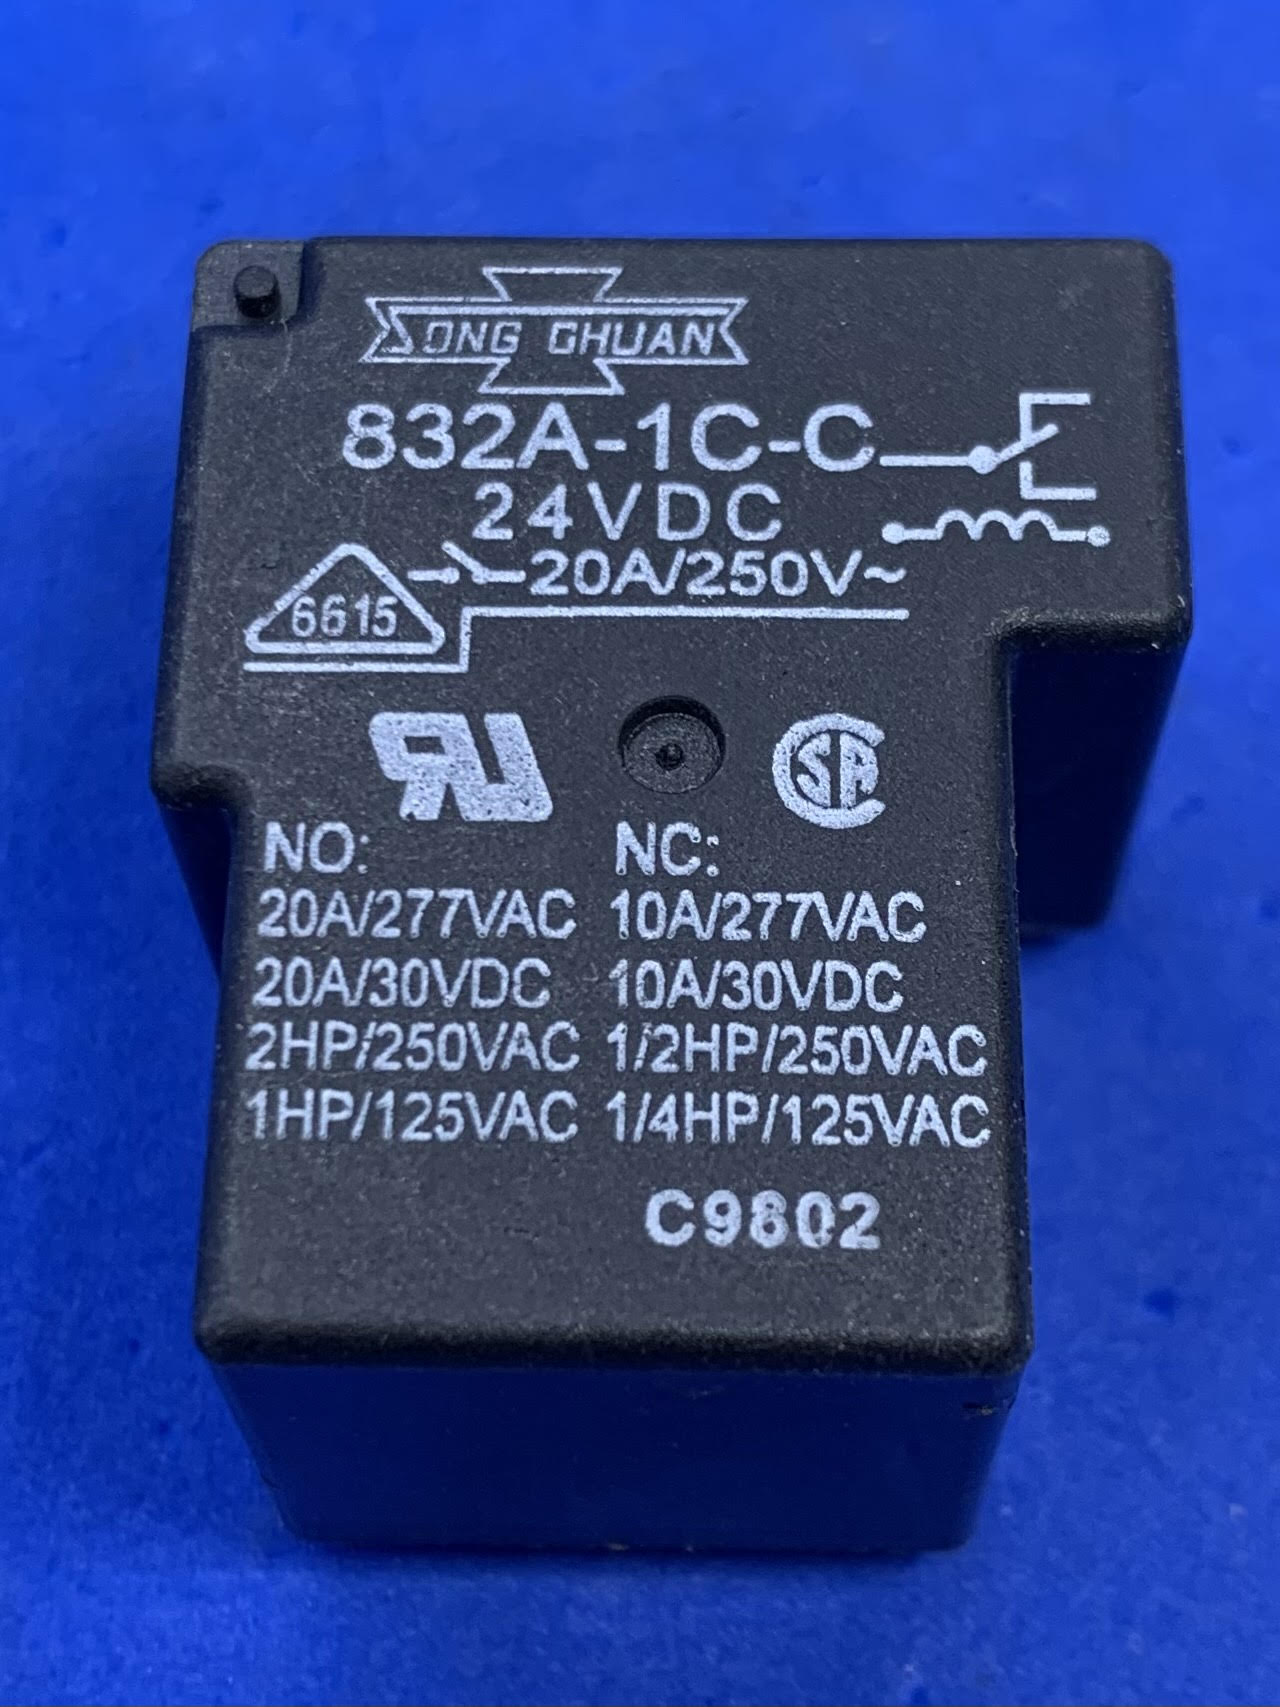 SONG CHUAN
832A-1C-C
24VDC
20A/250V~
6615
NO: NC:
20A/277VAC 10A/277VAC
20A/30VDC 10A/30VDC
2HP/250VAC 1/2HP/250VAC
1HP/125VAC 1/4HP/125VAC
C9802